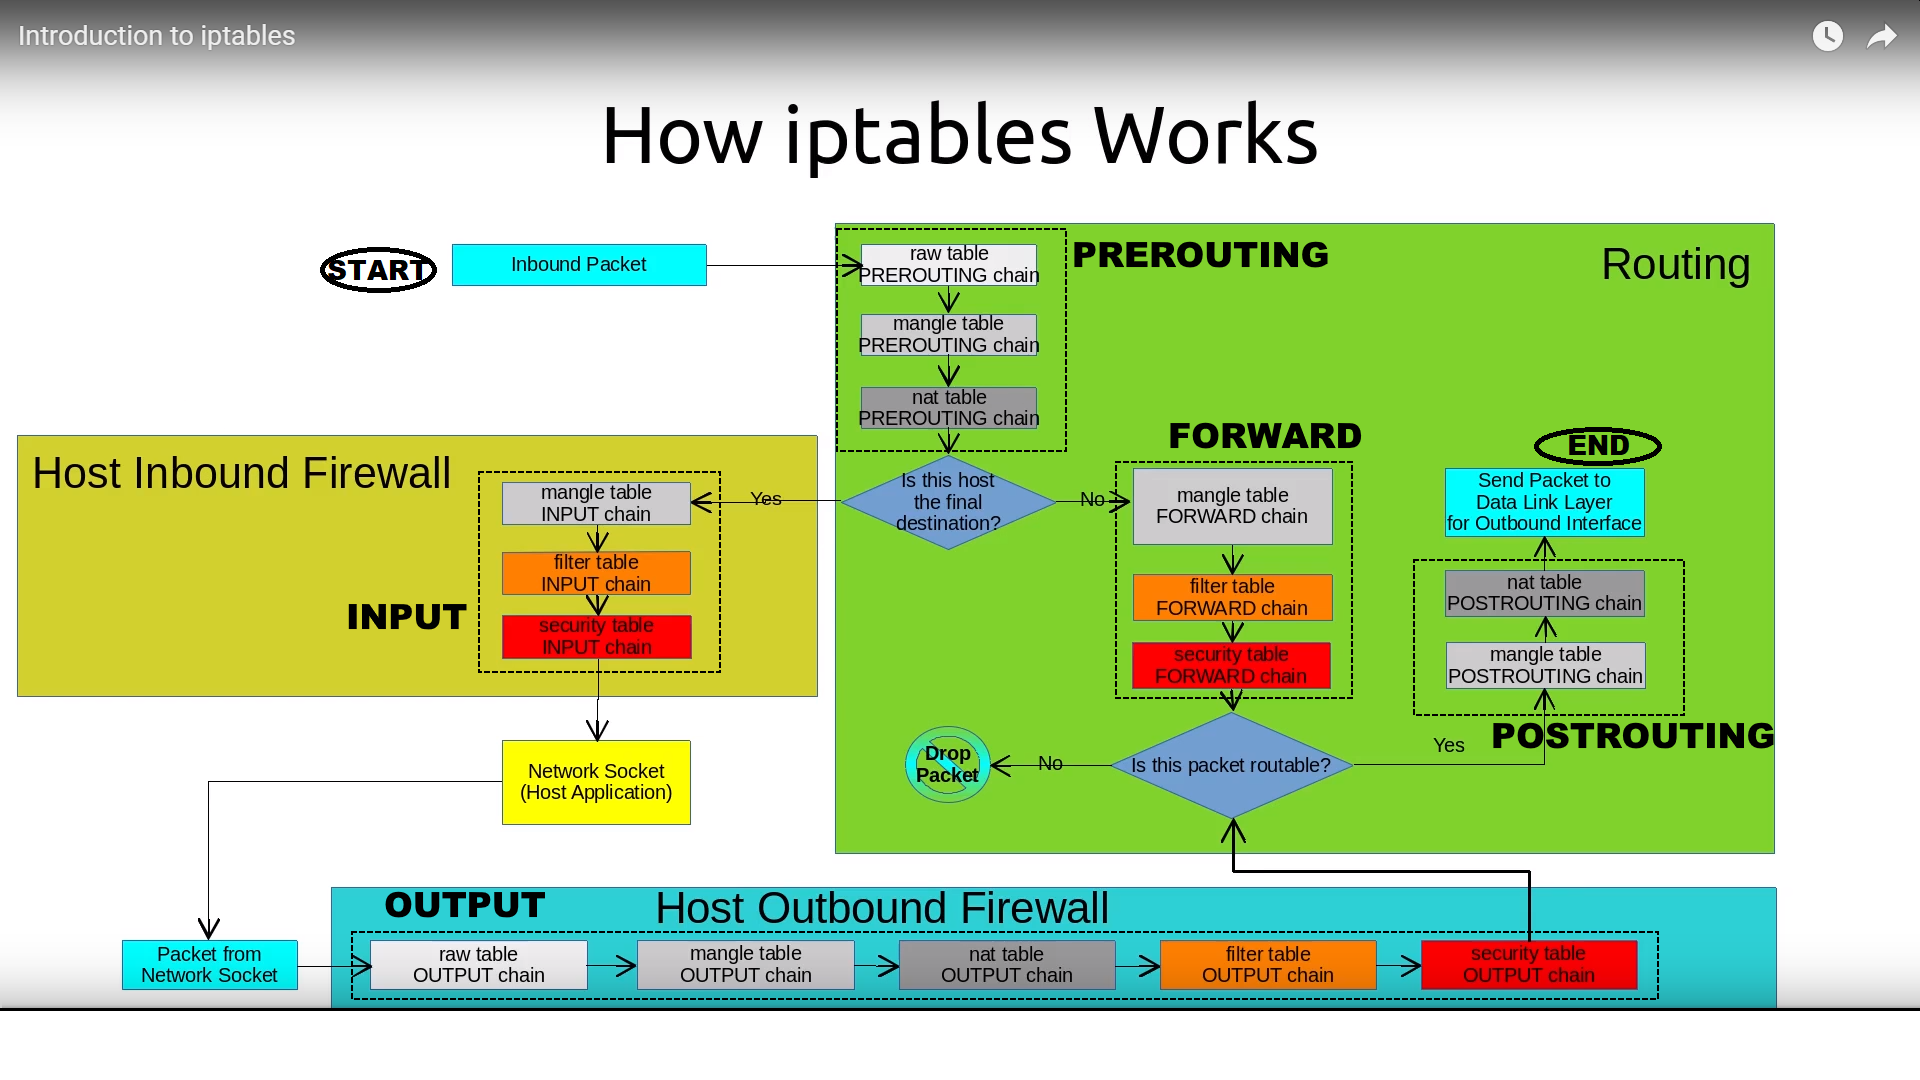 Introduction to iptables
How iptables Works
START
Inbound Packet
raw table
PREROUTING chain
PREROUTING
Routing
mangle table
PREROUTING chain
nat table
PREROUTING chain
Is this host
the final
destination?
Yes
No
Host Inbound Firewall
mangle table
INPUT chain
filter table
INPUT chain
INPUT
security table
INPUT chain
Network Socket
(Host Application)
FORWARD
mangle table
FORWARD chain
filter table
FORWARD chain
security table
FORWARD chain
Is this packet routable?
No
Drop
Packet
Yes
POSTROUTING
mangle table
POSTROUTING chain
nat table
POSTROUTING chain
END
Send Packet to
Data Link Layer
for Outbound Interface
OUTPUT
Host Outbound Firewall
Packet from
Network Socket
raw table
OUTPUT chain
mangle table
OUTPUT chain
nat table
OUTPUT chain
filter table
OUTPUT chain
security table
OUTPUT chain